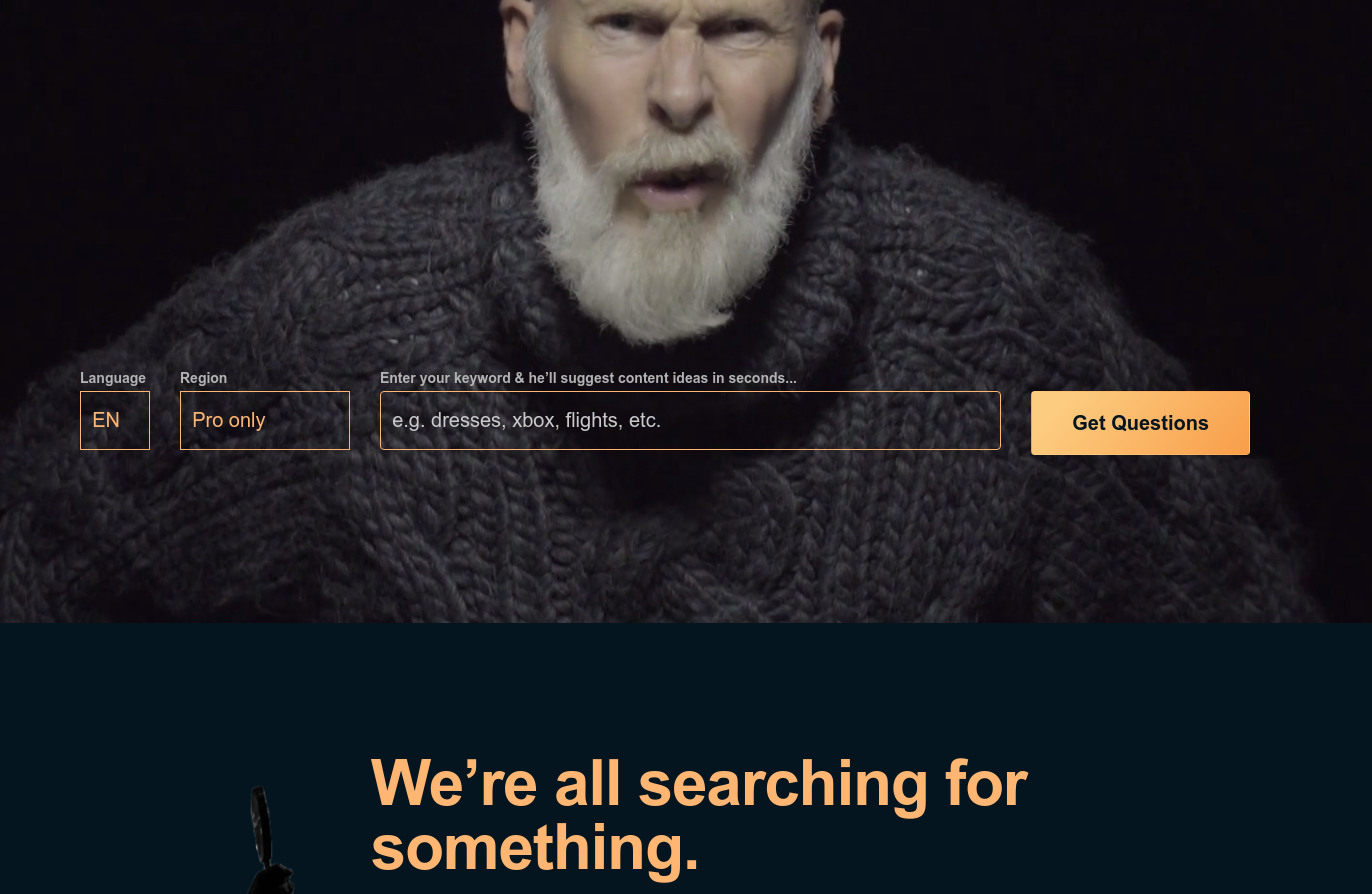 Language
Region
Enter your keyword & he’ll suggest content ideas in seconds...
EN
Pro only
e.g. dresses, xbox, flights, etc.
Get Questions
We’re all searching for
something.